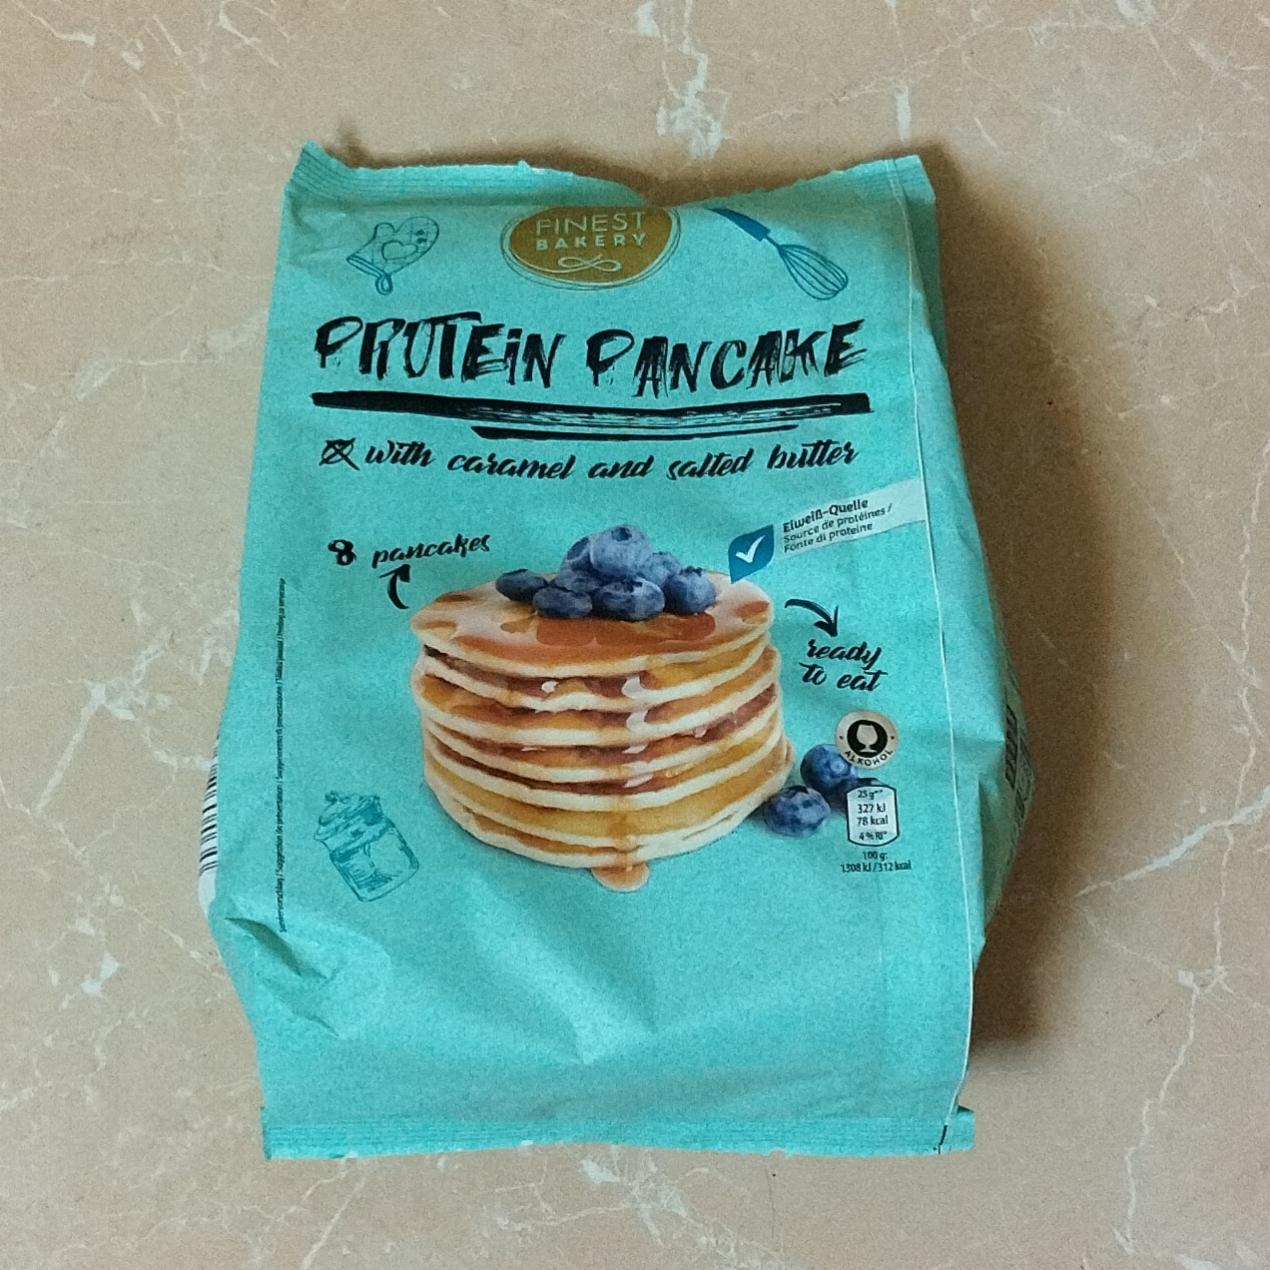 FINEST
BAKERY
PROTEiN PANCAKE
with caramel and salted butter
Eiweiß-Quelle
Source de protéines /
Fonte di proteine
8 pancakes
ready
to eat
ALKOHOL
25 g**
327 kJ
78 kcal
4 % RI*
100 g:
1308 kJ / 312 kcal